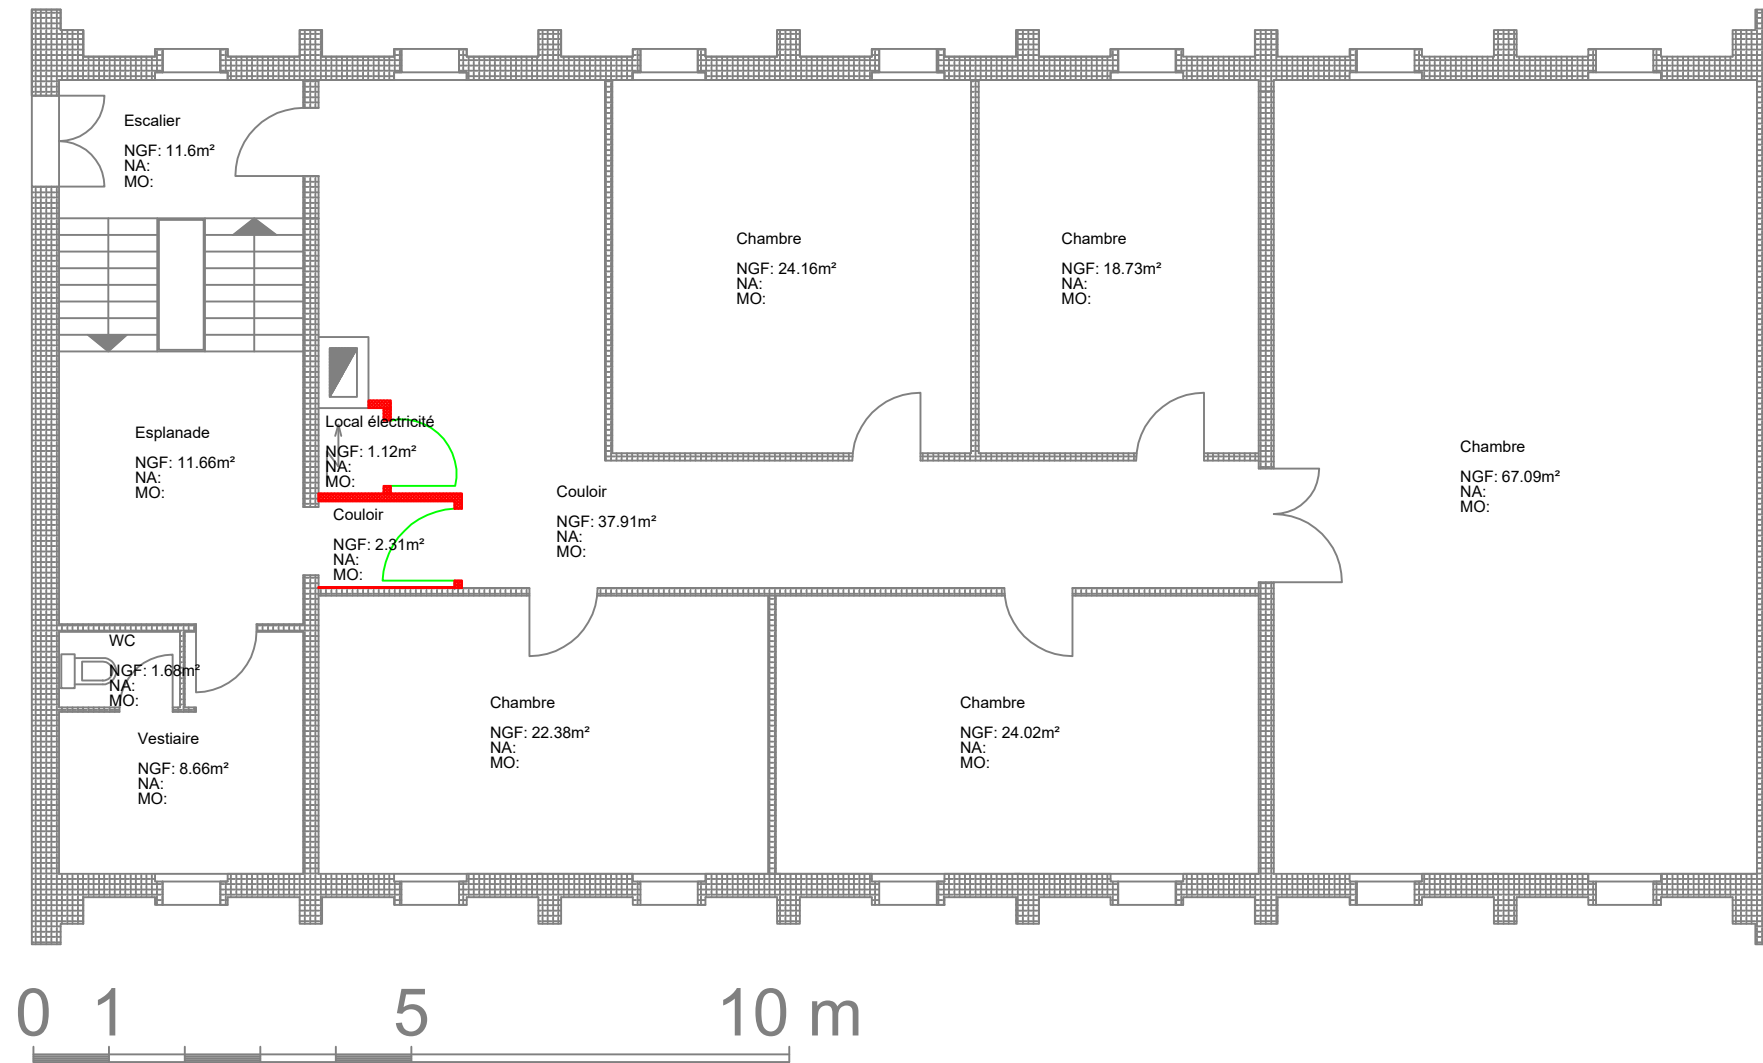 Escalier
NGF: 11.6m²
NA:
MO:
Chambre
NGF: 24.16m²
NA:
MO:
Chambre
NGF: 18.73m²
NA:
MO:
Local électricité
NGF: 1.12m²
NA:
MO:
Esplanade
NGF: 11.66m²
NA:
MO:
Chambre
NGF: 67.09m²
NA:
MO:
Couloir
NGF: 37.91m²
NA:
MO:
Couloir
NGF: 2.31m²
NA:
MO:
WC
NGF: 1.68m²
NA:
MO:
Chambre
NGF: 22.38m²
NA:
MO:
Chambre
NGF: 24.02m²
NA:
MO:
Vestiaire
NGF: 8.66m²
NA:
MO:
0 1 5 10 m